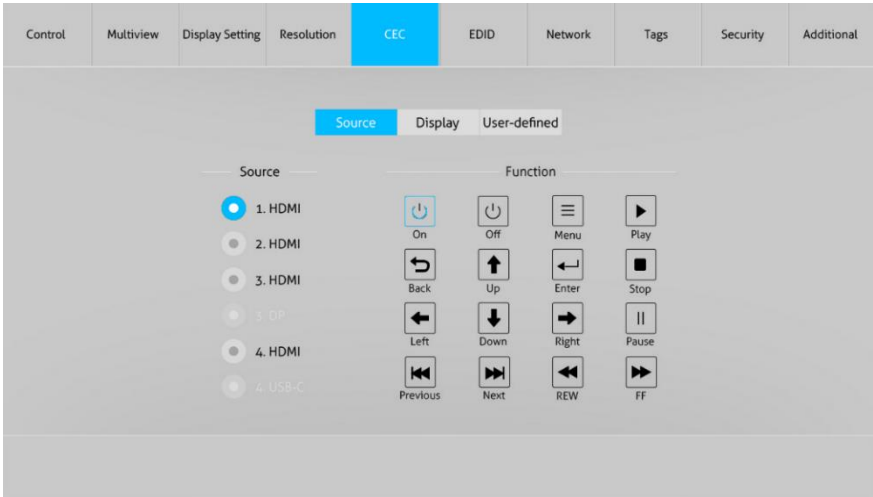 Control Multiview Display Setting Resolution CEC EDID Network Tags Security Additional
Source Display User-defined
Source Function
1. HDMI
2. HDMI
3. HDMI
3. DP
4. HDMI
4. USB-C
On Off Menu Play
Back Up Enter Stop
Left Down Right Pause
Previous Next REW FF